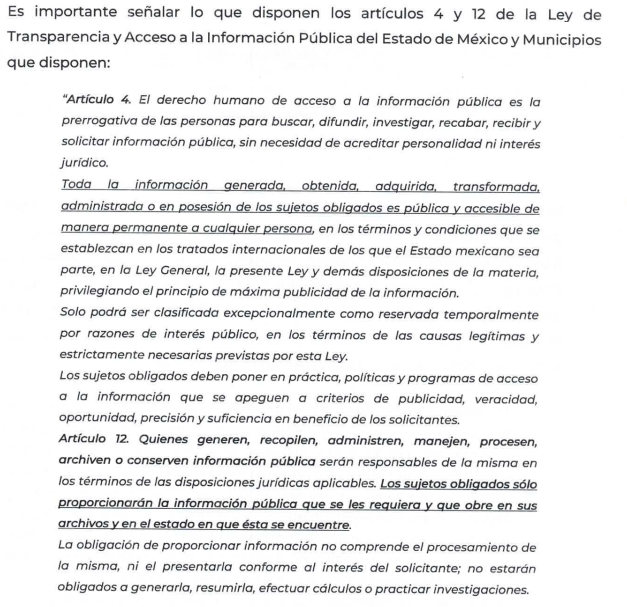 Es importante señalar lo que disponen los artículos 4 y 12 de la Ley de
Transparencia y Acceso a la Información Pública del Estado de México y Municipios
que disponen:
"Artículo 4. El derecho humano de acceso a la información pública es la
prerrogativa de las personas para buscar, difundir, investigar, recabar, recibir y
solicitar información pública, sin necesidad de acreditar personalidad ni interés
jurídico.
Toda la información generada, obtenida, adquirida, transformada,
administrada o en posesión de los sujetos obligados es pública y accesible de
manera permanente a cualquier persona, en los términos y condiciones que se
establezcan en los tratados internacionales de los que el Estado mexicano sea
parte, en la Ley General, la presente Ley y demás disposiciones de la materia,
privilegiando el principio de máxima publicidad de la información.
Solo podrá ser clasificada excepcionalmente como reservada temporalmente
por razones de interés público, en los términos de las causas legítimas y
estrictamente necesarias previstas por esta Ley.
Los sujetos obligados deben poner en práctica, políticas y programas de acceso
a la información que se apeguen a criterios de publicidad, veracidad,
oportunidad, precisión y suficiencia en beneficio de los solicitantes.
Artículo 12. Quienes generen, recopilen, administren, manejen, procesen,
archiven o conserven información pública serán responsables de la misma en
los términos de las disposiciones jurídicas aplicables. Los sujetos obligados sólo
proporcionarán la información pública que se les requiera y que obre en sus
archivos y en el estado en que ésta se encuentre.
La obligación de proporcionar información no comprende el procesamiento de
la misma, ni el presentarla conforme al interés del solicitante; no estarán
obligados a generarla, resumirla, efectuar cálculos o practicar investigaciones.